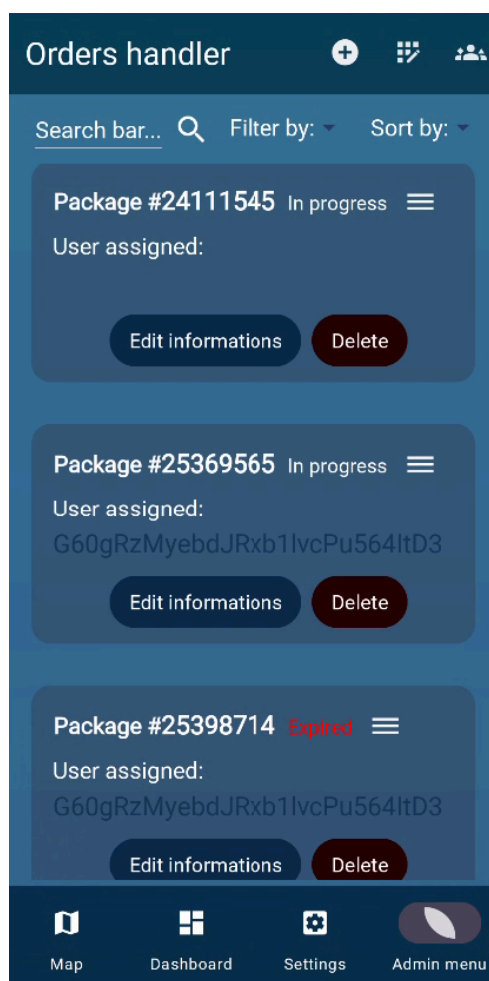 Orders handler
Search bar... Filter by: Sort by:
Package #24111545 In progress
User assigned:
Edit informations Delete
Package #25369565 In progress
User assigned:
G60gRzMyebdJRxb1lvcPu564ltD3
Edit informations Delete
Package #25398714 Expired
User assigned:
G60gRzMyebdJRxb1lvcPu564ltD3
Edit informations Delete
Map Dashboard Settings Admin menu